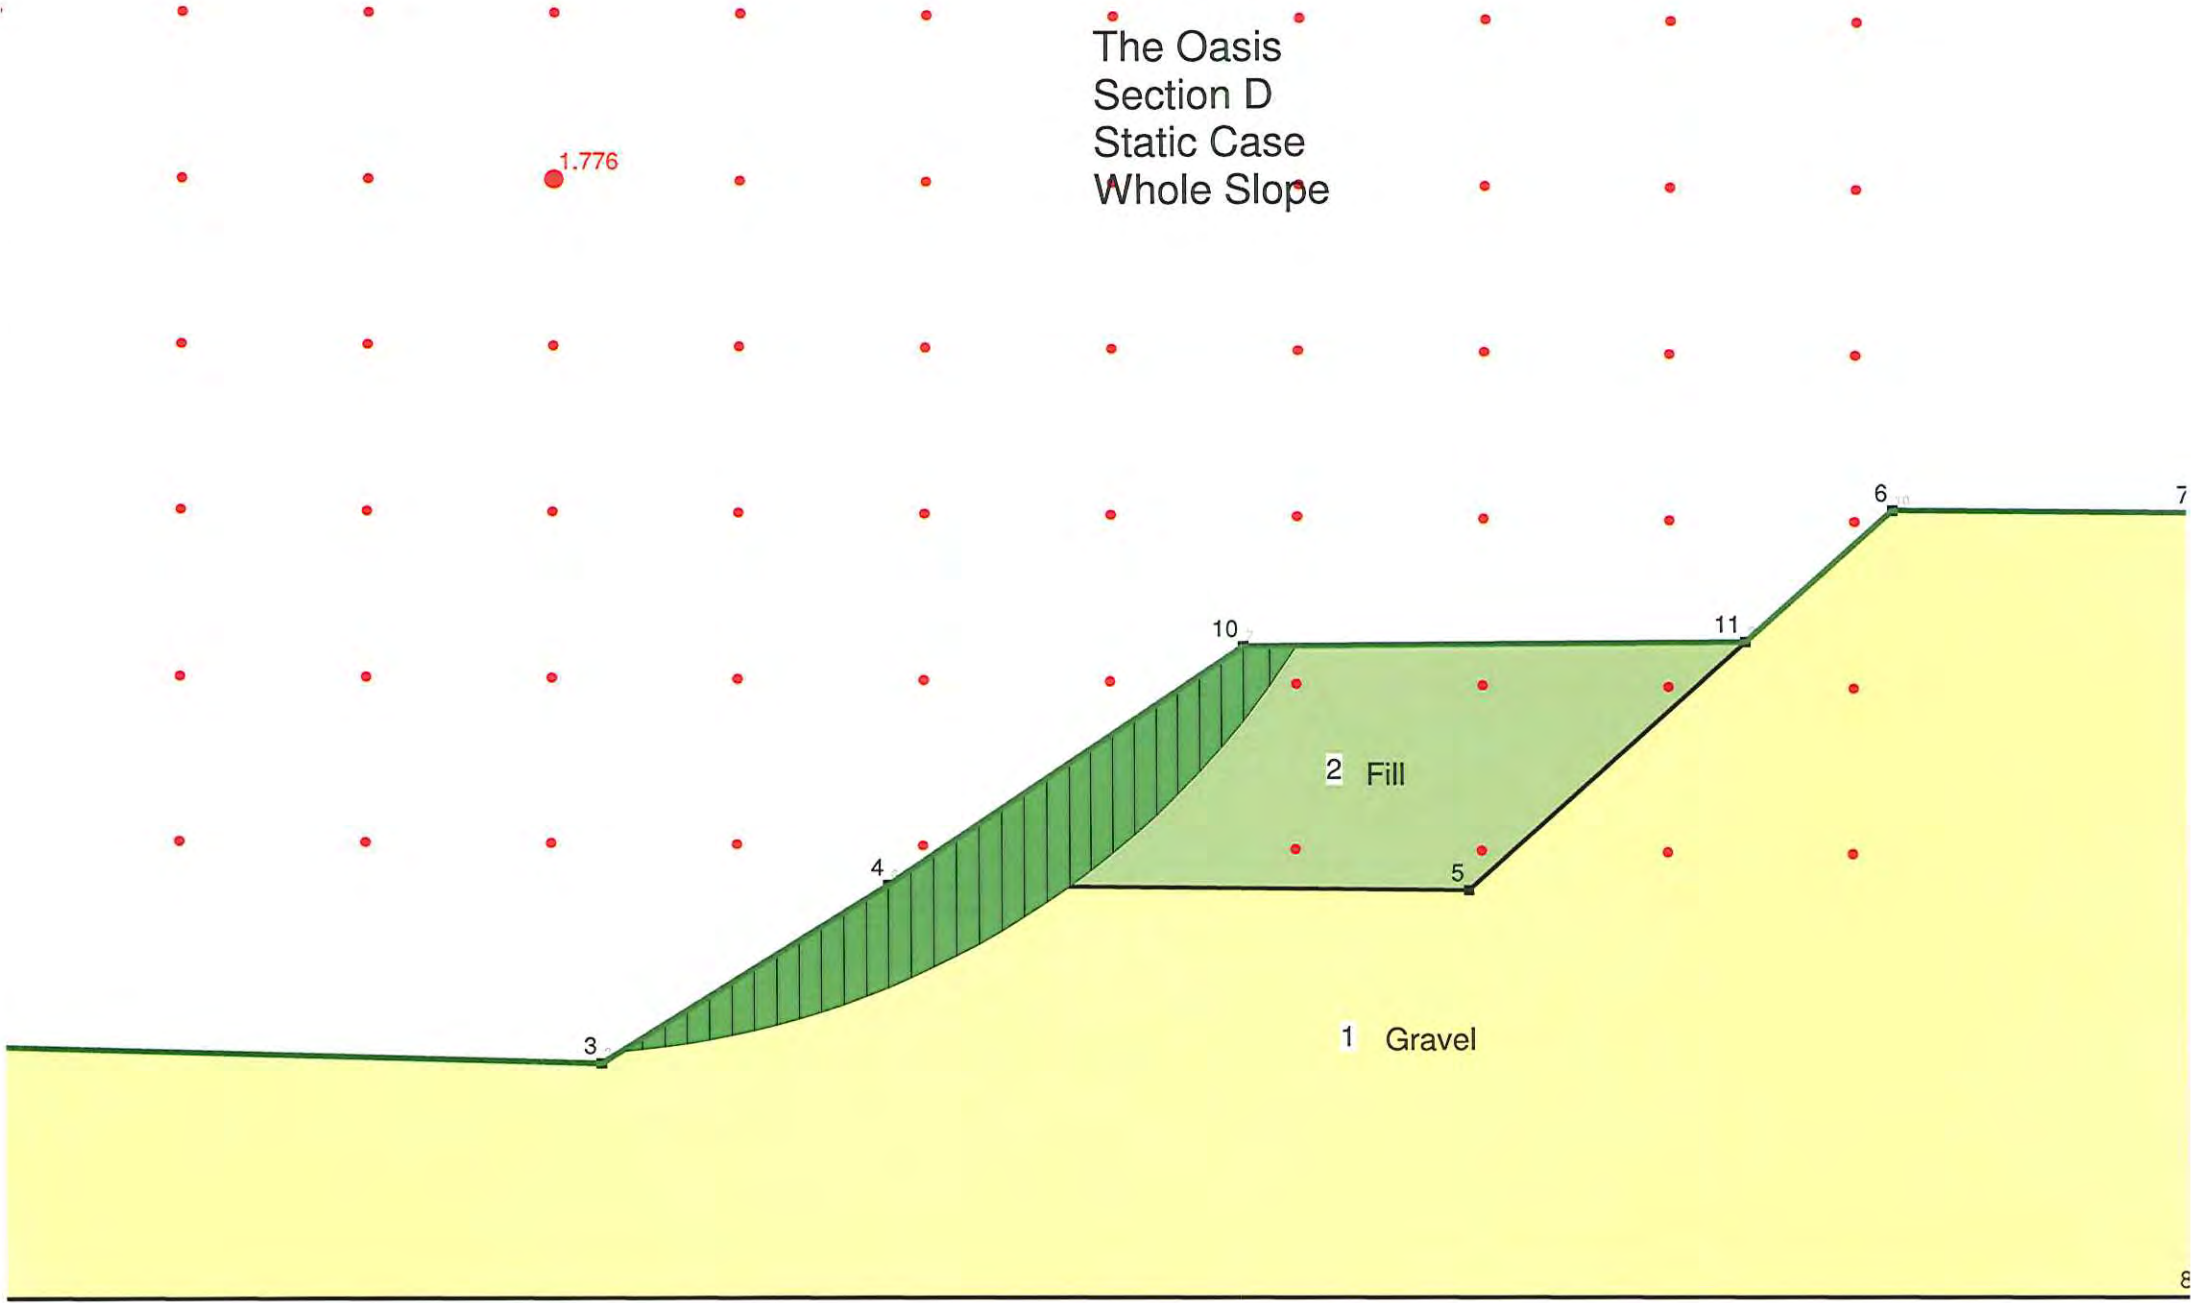 The Oasis
Section D
Static Case
Whole Slope
1.776
6
7
10
11
2 Fill
4
5
3
1 Gravel
8